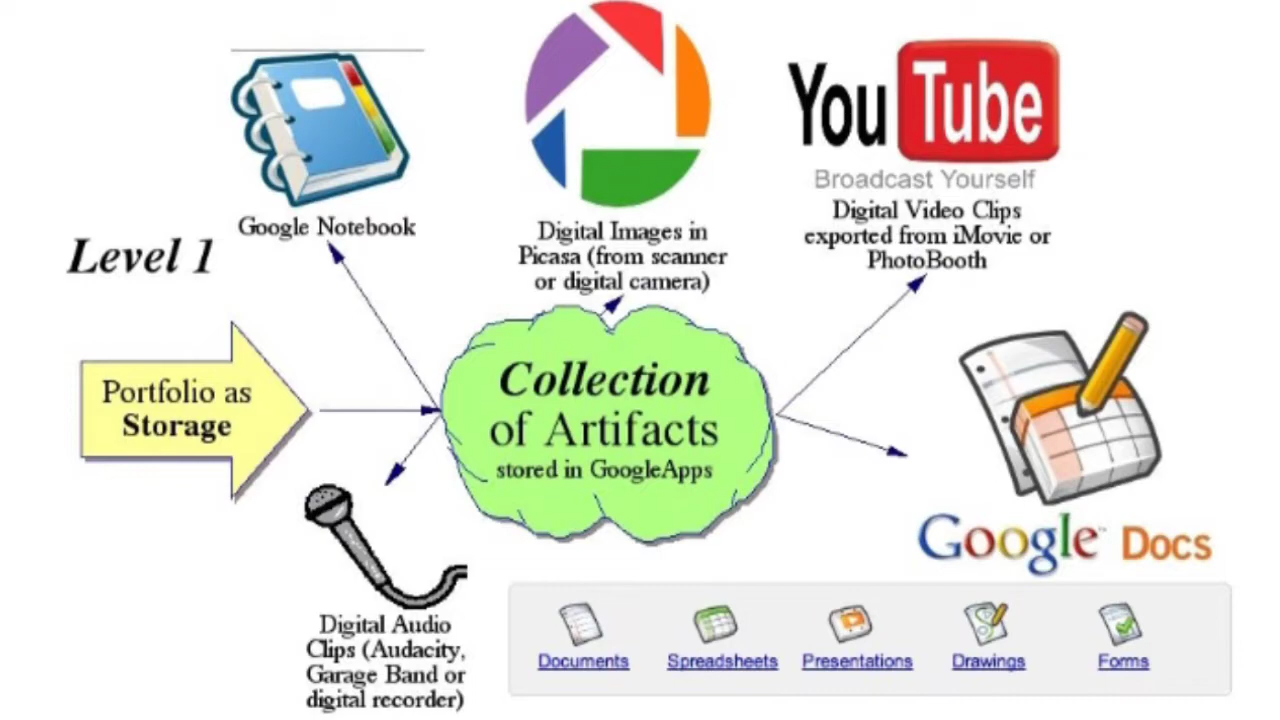 Level 1
Google Notebook
Digital Images in
Picasa (from scanner
or digital camera)
YouTube
Broadcast Yourself
Digital Video Clips
exported from iMovie or
PhotoBooth
Portfolio as
Storage
Collection
of Artifacts
stored in GoogleApps
Google™ Docs
Digital Audio
Clips (Audacity,
Garage Band or
digital recorder)
Documents
Spreadsheets
Presentations
Drawings
Forms